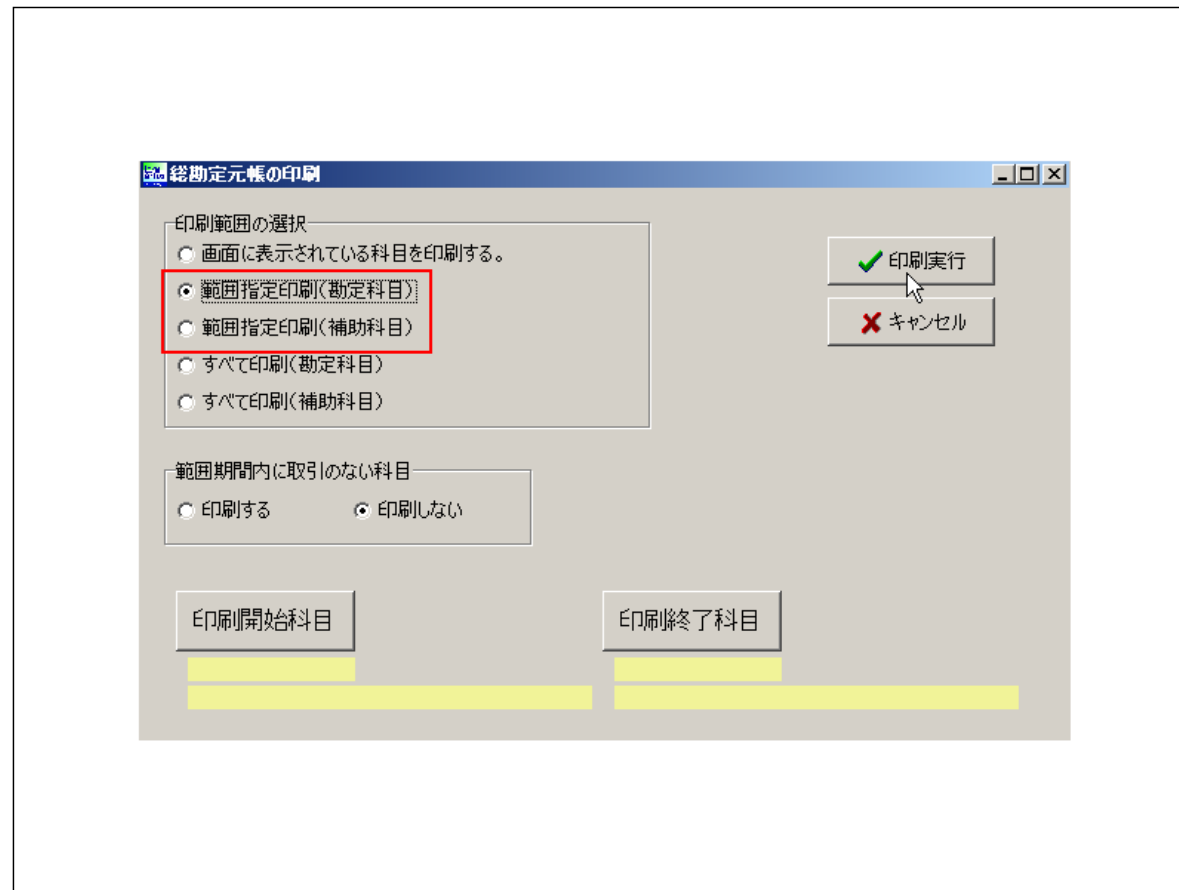 総勘定元帳の印刷
印刷範囲の選択
画面に表示されている科目を印刷する。
範囲指定印刷(勘定科目)
範囲指定印刷(補助科目)
すべて印刷(勘定科目)
すべて印刷(補助科目)
印刷実行
キャンセル
範囲期間内に取引のない科目
印刷する 印刷しない
印刷開始科目 印刷終了科目